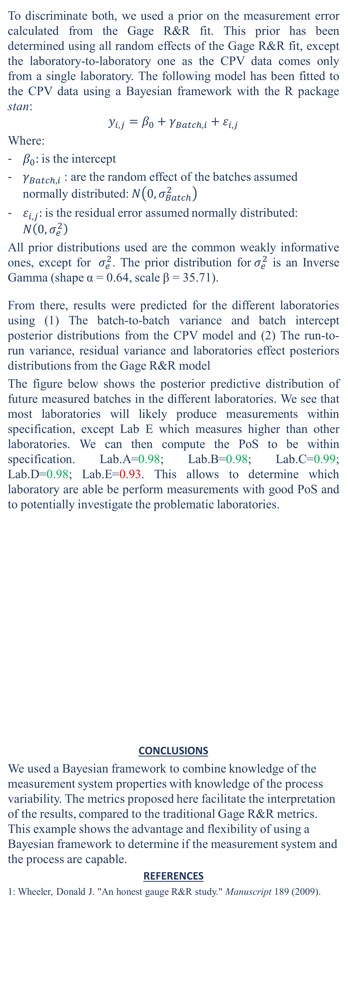 To discriminate both, we used a prior on the measurement error
calculated from the Gage R&R fit. This prior has been
determined using all random effects of the Gage R&R fit, except
the laboratory-to-laboratory one as the CPV data comes only
from a single laboratory. The following model has been fitted to
the CPV data using a Bayesian framework with the R package
stan:
y_{i,j} = β_0 + γ_{Batch,i} + ε_{i,j}
Where:
- β_0: is the intercept
- γ_{Batch,i} : are the random effect of the batches assumed
normally distributed: N(0, σ²_{Batch})
- ε_{i,j}: is the residual error assumed normally distributed:
N(0, σ²_e)
All prior distributions used are the common weakly informative
ones, except for σ²_e. The prior distribution for σ²_e is an Inverse
Gamma (shape α = 0.64, scale β = 35.71).
From there, results were predicted for the different laboratories
using (1) The batch-to-batch variance and batch intercept
posterior distributions from the CPV model and (2) The run-to-
run variance, residual variance and laboratories effect posteriors
distributions from the Gage R&R model
The figure below shows the posterior predictive distribution of
future measured batches in the different laboratories. We see that
most laboratories will likely produce measurements within
specification, except Lab E which measures higher than other
laboratories. We can then compute the PoS to be within
specification. Lab.A=0.98; Lab.B=0.98; Lab.C=0.99;
Lab.D=0.98; Lab.E=0.93. This allows to determine which
laboratory are able be perform measurements with good PoS and
to potentially investigate the problematic laboratories.
CONCLUSIONS
We used a Bayesian framework to combine knowledge of the
measurement system properties with knowledge of the process
variability. The metrics proposed here facilitate the interpretation
of the results, compared to the traditional Gage R&R metrics.
This example shows the advantage and flexibility of using a
Bayesian framework to determine if the measurement system and
the process are capable.
REFERENCES
1: Wheeler, Donald J. "An honest gauge R&R study." Manuscript 189 (2009).